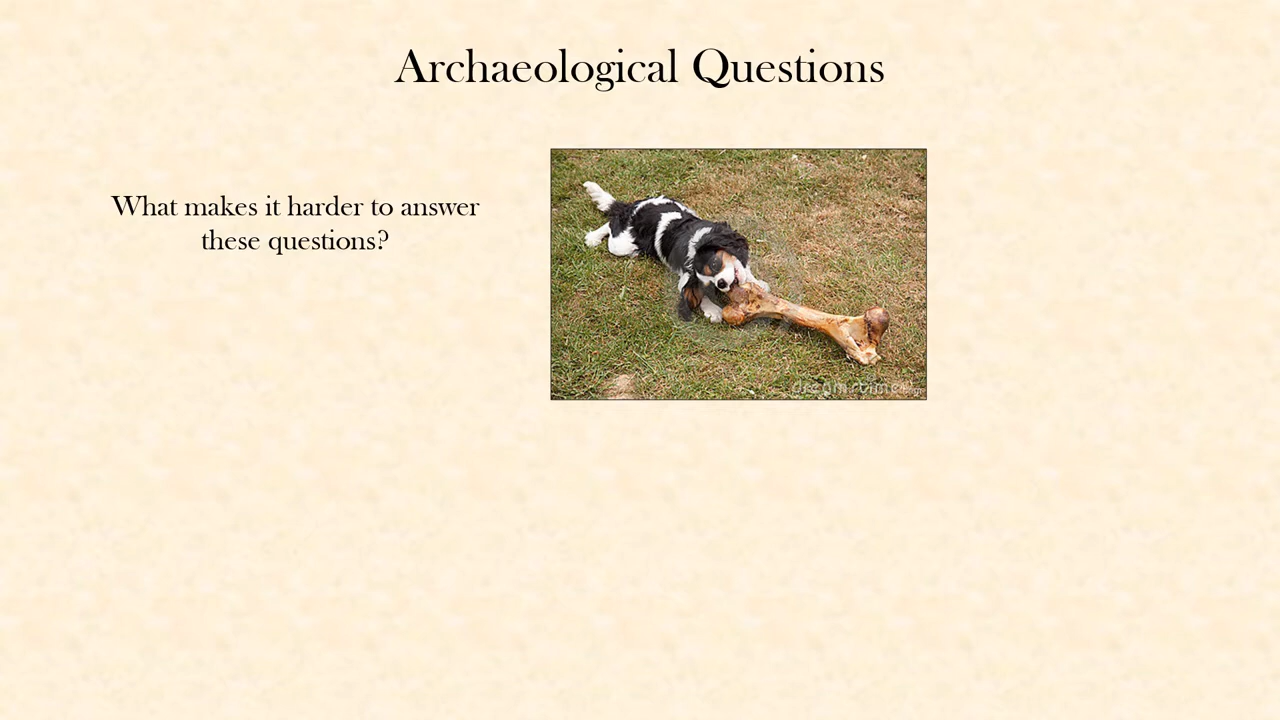 Archaeological Questions
What makes it harder to answer
these questions?
dreamstime